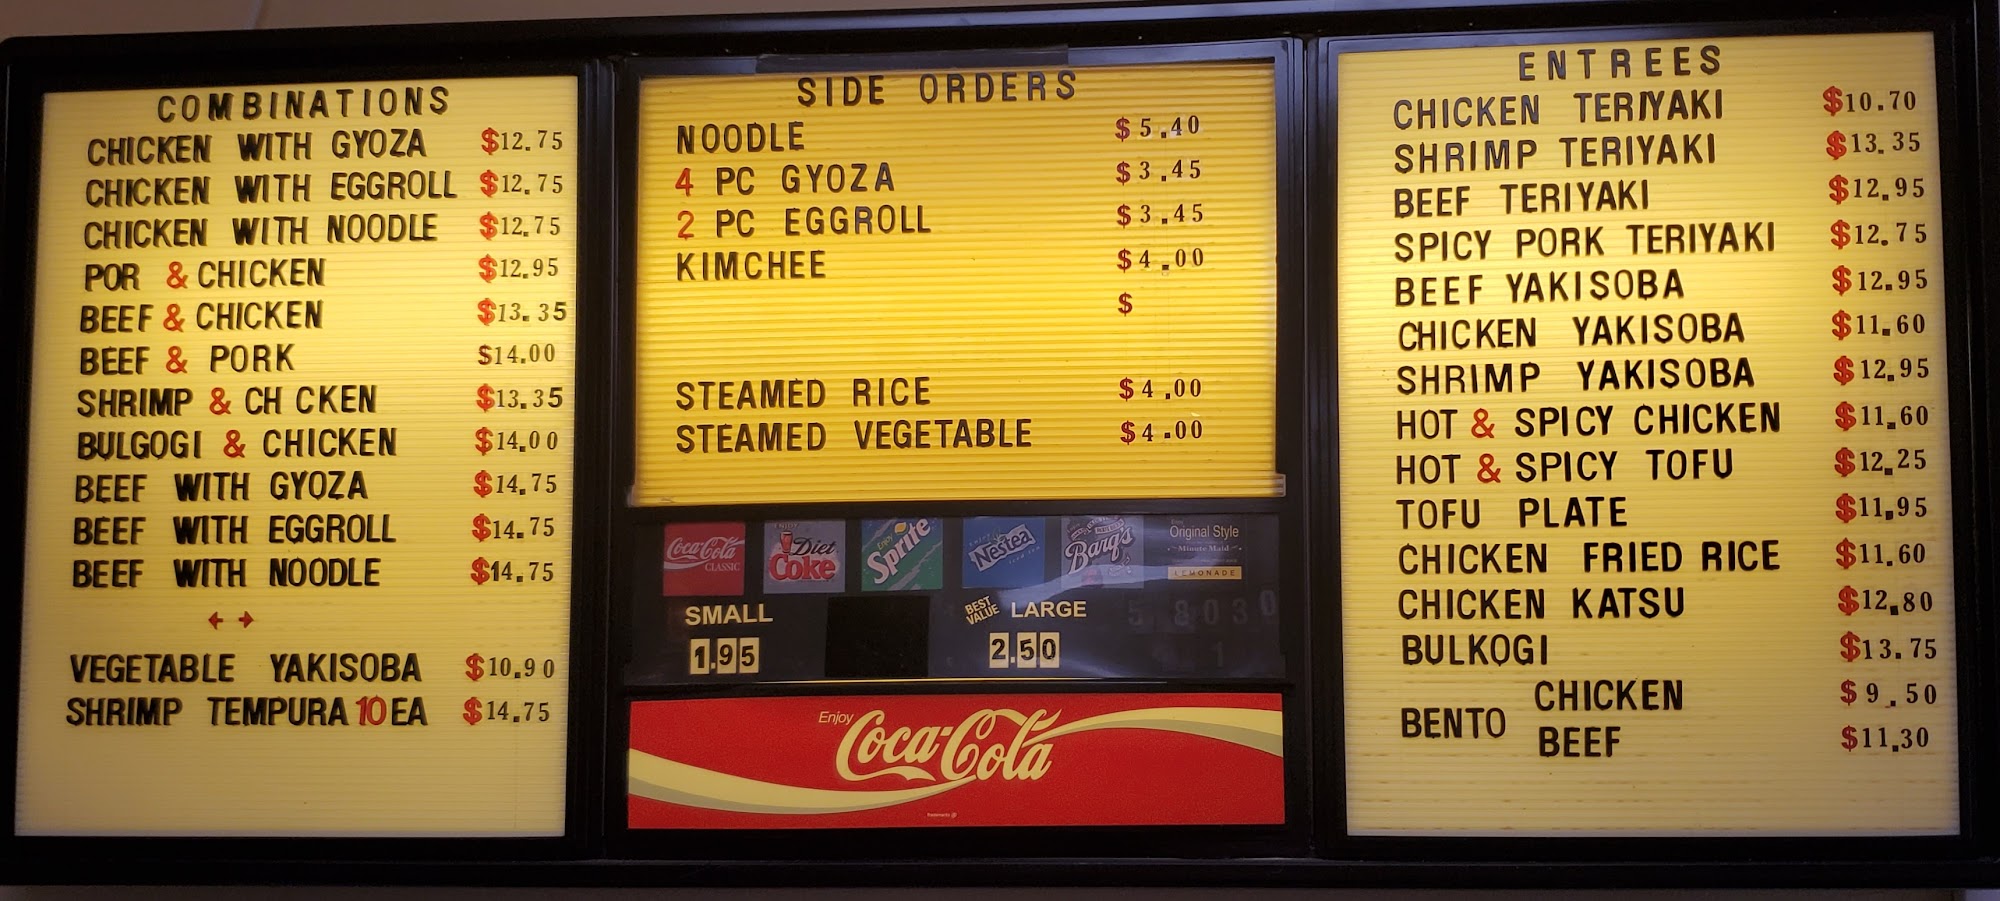 COMBINATIONS
CHICKEN WITH GYOZA $12.75
CHICKEN WITH EGGROLL $12.75
CHICKEN WITH NOODLE $12.75
POR & CHICKEN $12.95
BEEF & CHICKEN $13.35
BEEF & PORK $14.00
SHRIMP & CH CKEN $13.35
BULGOGI & CHICKEN $14.00
BEEF WITH GYOZA $14.75
BEEF WITH EGGROLL $14.75
BEEF WITH NOODLE $14.75
VEGETABLE YAKISOBA $10.90
SHRIMP TEMPURA 10 EA $14.75
SIDE ORDERS
NOODLE $5.40
4 PC GYOZA $3.45
2 PC EGGROLL $3.45
KIMCHEE $4.00
$
STEAMED RICE $4.00
STEAMED VEGETABLE $4.00
Coca-Cola CLASSIC
Diet Coke
Enjoy Sprite
Nestea
Barq's
Original Style
Minute Maid
LEMONADE
SMALL
1.95
BEST VALUE LARGE
2.50
Enjoy Coca-Cola
ENTREES
CHICKEN TERIYAKI $10.70
SHRIMP TERIYAKI $13.35
BEEF TERIYAKI $12.95
SPICY PORK TERIYAKI $12.75
BEEF YAKISOBA $12.95
CHICKEN YAKISOBA $11.60
SHRIMP YAKISOBA $12.95
HOT & SPICY CHICKEN $11.60
HOT & SPICY TOFU $12.25
TOFU PLATE $11.95
CHICKEN FRIED RICE $11.60
CHICKEN KATSU $12.80
BULKOGI $13.75
BENTO CHICKEN $9.50
BEEF $11.30